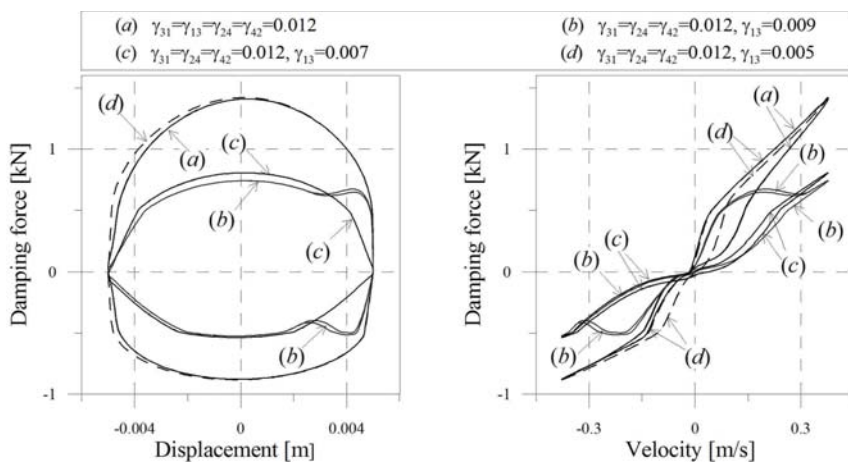 (a) γ31=γ13=γ24=γ42=0.012 (b) γ31=γ24=γ42=0.012, γ13=0.009
(c) γ31=γ24=γ42=0.012, γ13=0.007 (d) γ31=γ24=γ42=0.012, γ13=0.005
Damping force [kN]
1
0
-1
(d)
(a)
(c)
(b)
(c)
(b)
-0.004 0 0.004
Displacement [m]
Damping force [kN]
1
0
-1
(a)
(d)
(b)
(c)
(b)
(b)
(c)
(b)
(d)
-0.3 0 0.3
Velocity [m/s]